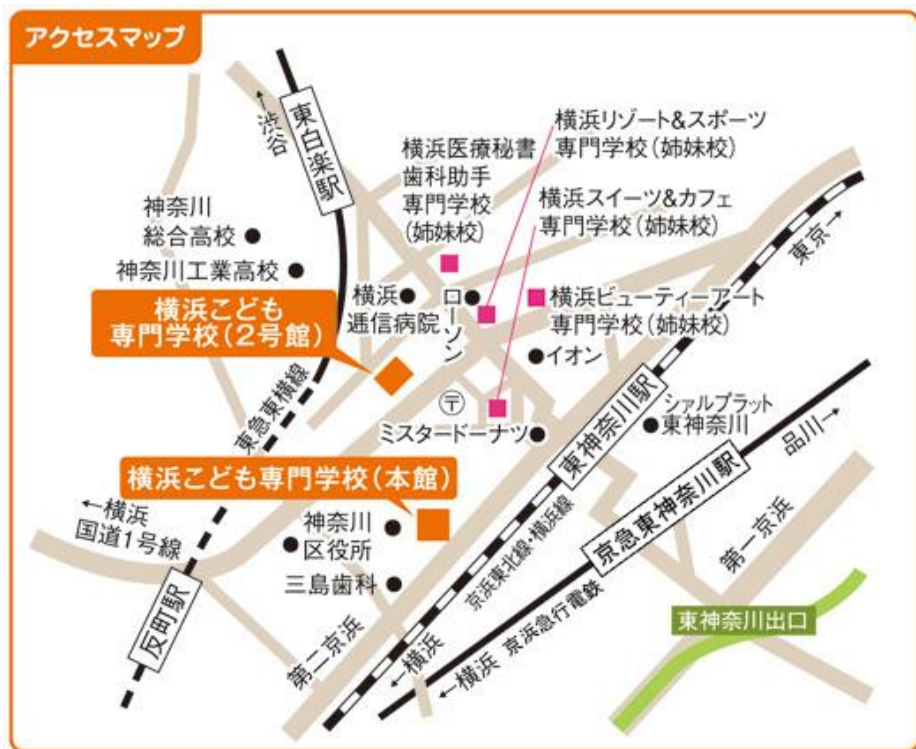 アクセスマップ
←渋谷
東白楽駅
横浜リゾート&スポーツ
専門学校(姉妹校)
横浜医療秘書
歯科助手
専門学校
(姉妹校)
横浜スイーツ&カフェ
専門学校(姉妹校)
神奈川
総合高校
神奈川工業高校
東京→
横浜こども
専門学校(2号館)
横浜
逓信病院
ローソン
横浜ビューティーアート
専門学校(姉妹校)
イオン
東急東横線
〒
ミスタードーナツ
東神奈川駅
シァルプラット
東神奈川
品川→
横浜こども専門学校(本館)
京急東神奈川駅
←横浜
国道1号線
神奈川
区役所
三島歯科
京浜東北線・横浜線
第一京浜
反町駅
第二京浜
←横浜
←横浜 京浜急行電鉄
東神奈川出口